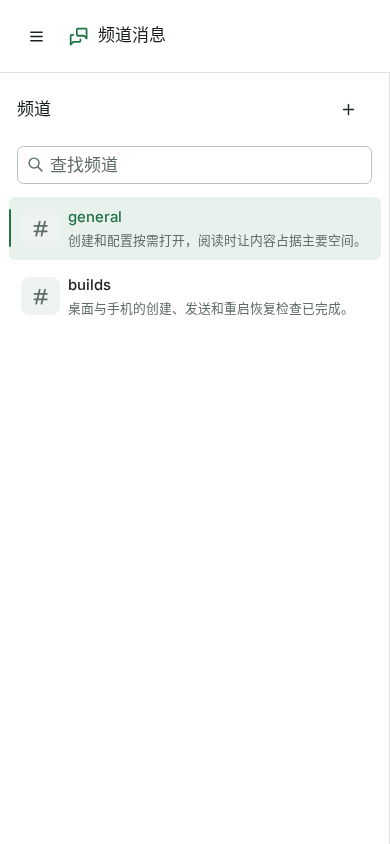 频道消息
频道
查找频道
#
general
创建和配置按需打开，阅读时让内容占据主要空间。
#
builds
桌面与手机的创建、发送和重启恢复检查已完成。